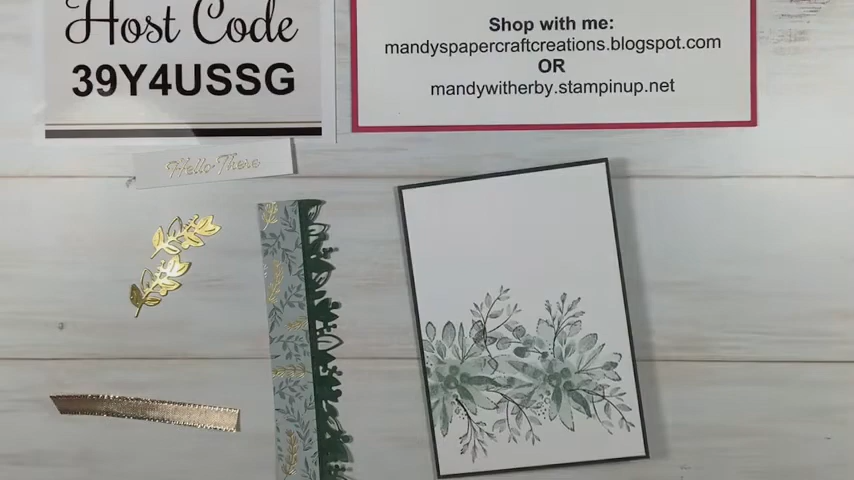 Host Code
39Y4USSG
Shop with me:
mandyspapercraftcreations.blogspot.com
OR
mandywitherby.stampinup.net
Hello There